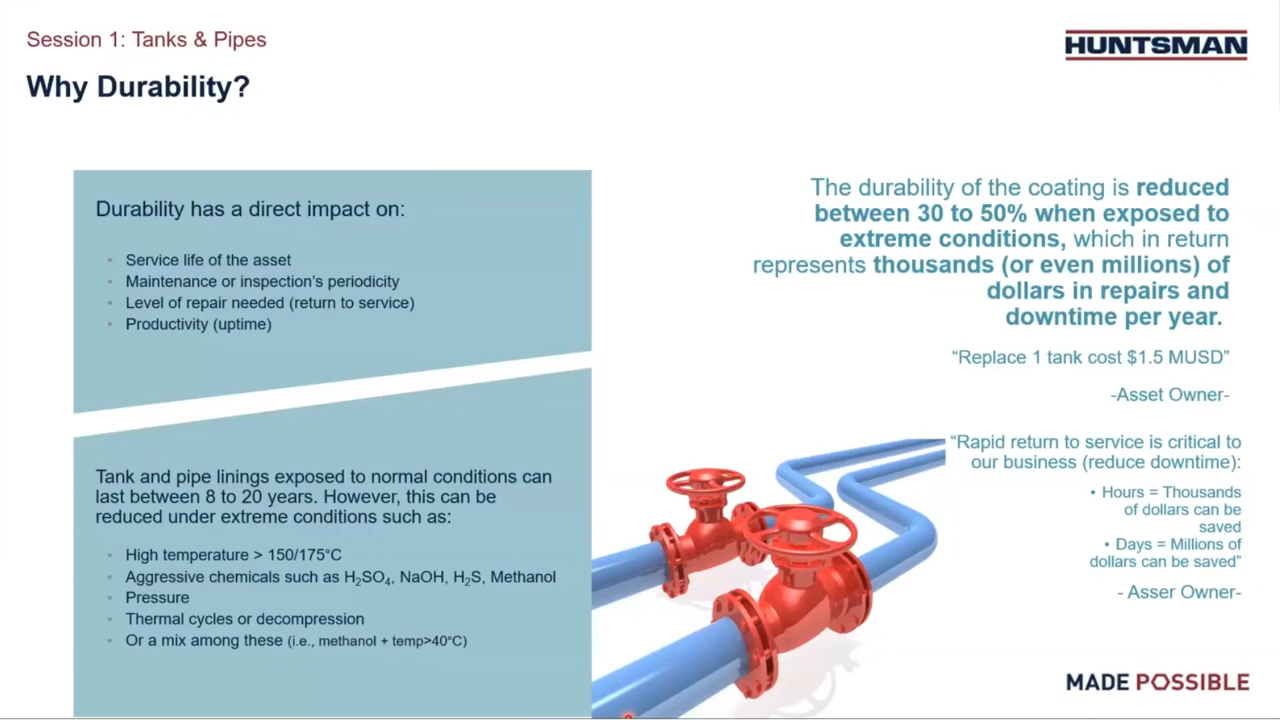 Session 1: Tanks & Pipes
HUNTSMAN
Why Durability?
Durability has a direct impact on:
• Service life of the asset
• Maintenance or inspection's periodicity
• Level of repair needed (return to service)
• Productivity (uptime)
Tank and pipe linings exposed to normal conditions can
last between 8 to 20 years. However, this can be
reduced under extreme conditions such as:
• High temperature > 150/175°C
• Aggressive chemicals such as H₂SO₄, NaOH, H₂S, Methanol
• Pressure
• Thermal cycles or decompression
• Or a mix among these (i.e., methanol + temp>40°C)
The durability of the coating is reduced
between 30 to 50% when exposed to
extreme conditions, which in return
represents thousands (or even millions) of
dollars in repairs and
downtime per year.
“Replace 1 tank cost $1.5 MUSD”
-Asset Owner-
“Rapid return to service is critical to
our business (reduce downtime):
• Hours = Thousands
of dollars can be
saved
• Days = Millions of
dollars can be saved”
- Asser Owner-
MADE POSSIBLE